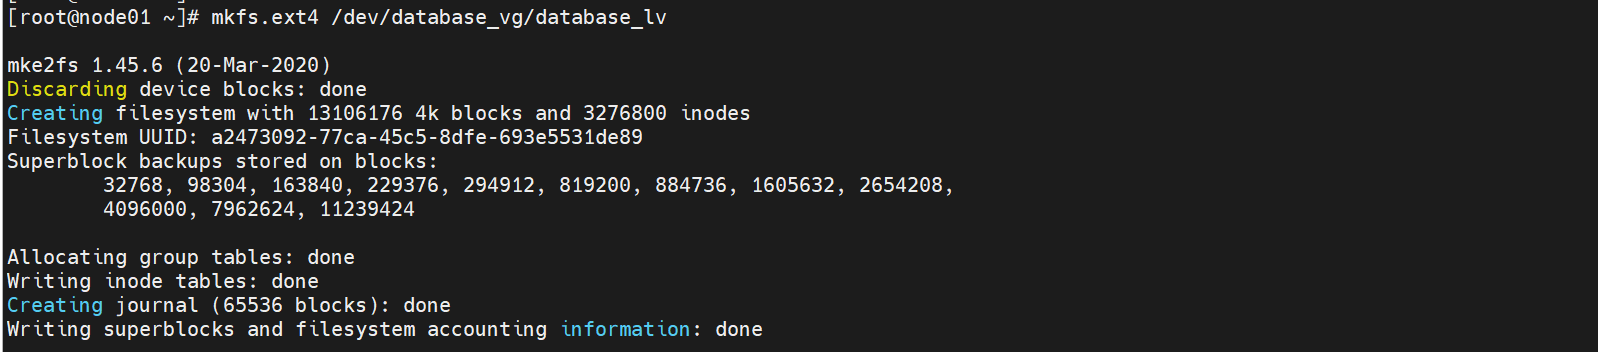 [root@node01 ~]# mkfs.ext4 /dev/database_vg/database_lv
mke2fs 1.45.6 (20-Mar-2020)
Discarding device blocks: done
Creating filesystem with 13106176 4k blocks and 3276800 inodes
Filesystem UUID: a2473092-77ca-45c5-8dfe-693e5531de89
Superblock backups stored on blocks:
32768, 98304, 163840, 229376, 294912, 819200, 884736, 1605632, 2654208,
4096000, 7962624, 11239424
Allocating group tables: done
Writing inode tables: done
Creating journal (65536 blocks): done
Writing superblocks and filesystem accounting information: done